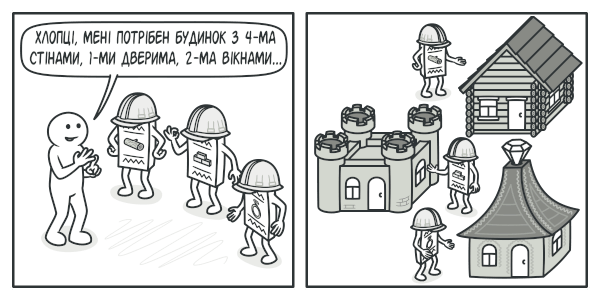 ХЛОПЦІ, МЕНІ ПОТРІБЕН БУДИНОК З 4-МА
СТІНАМИ, 1-МИ ДВЕРИМА, 2-МА ВІКНАМИ...